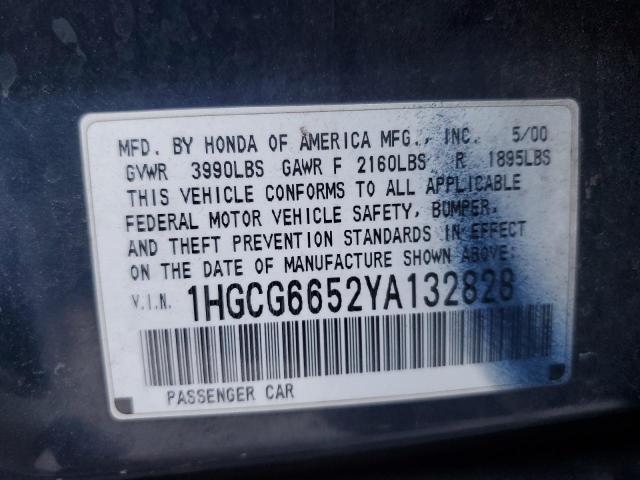 MFD. BY HONDA OF AMERICA MFG., INC. 5/00
GVWR 3990LBS GAWR F 2160LBS R 1895LBS
THIS VEHICLE CONFORMS TO ALL APPLICABLE
FEDERAL MOTOR VEHICLE SAFETY, BUMPER,
AND THEFT PREVENTION STANDARDS IN EFFECT
ON THE DATE OF MANUFACTURE SHOWN ABOVE:
V.I.N. 1HGCG6652YA132828
PASSENGER CAR